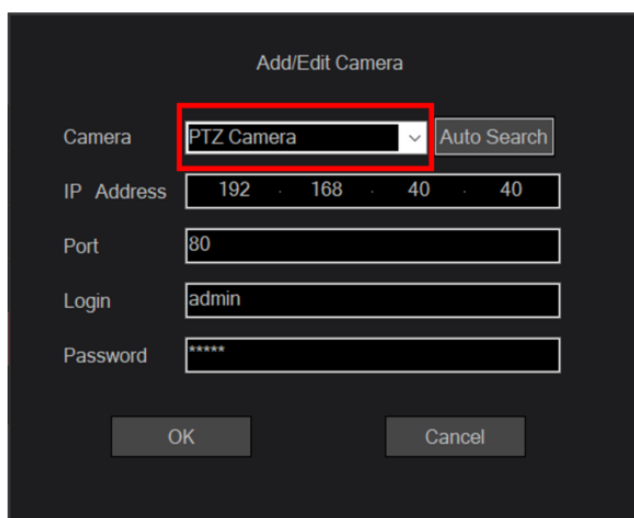 Add/Edit Camera
Camera PTZ Camera Auto Search
IP Address 192 . 168 . 40 . 40
Port 80
Login admin
Password *****
OK Cancel